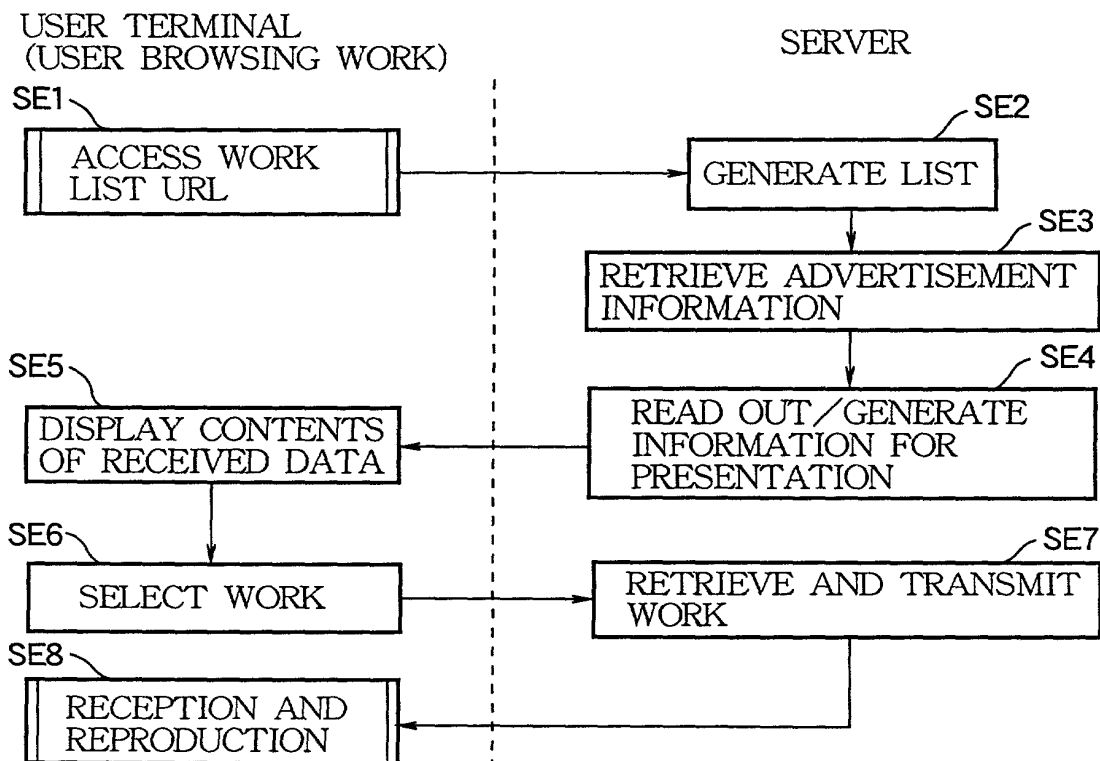 USER TERMINAL
(USER BROWSING WORK)
SERVER
SE1
ACCESS WORK
LIST URL
SE2
GENERATE LIST
SE3
RETRIEVE ADVERTISEMENT
INFORMATION
SE4
READ OUT/GENERATE
INFORMATION FOR
PRESENTATION
SE5
DISPLAY CONTENTS
OF RECEIVED DATA
SE6
SELECT WORK
SE7
RETRIEVE AND TRANSMIT
WORK
SE8
RECEPTION AND
REPRODUCTION